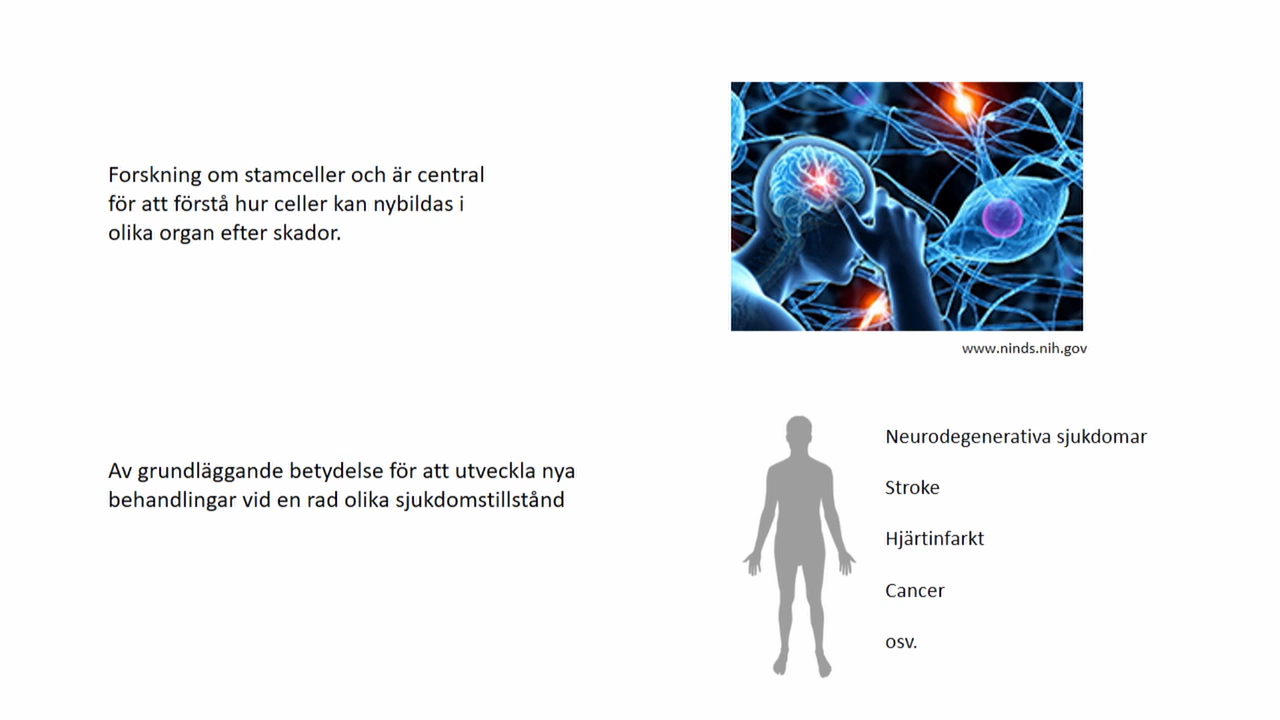 Forskning om stamceller och är central
för att förstå hur celler kan nybildas i
olika organ efter skador.
www.ninds.nih.gov
Av grundläggande betydelse för att utveckla nya
behandlingar vid en rad olika sjukdomstillstånd
Neurodegenerativa sjukdomar
Stroke
Hjärtinfarkt
Cancer
osv.